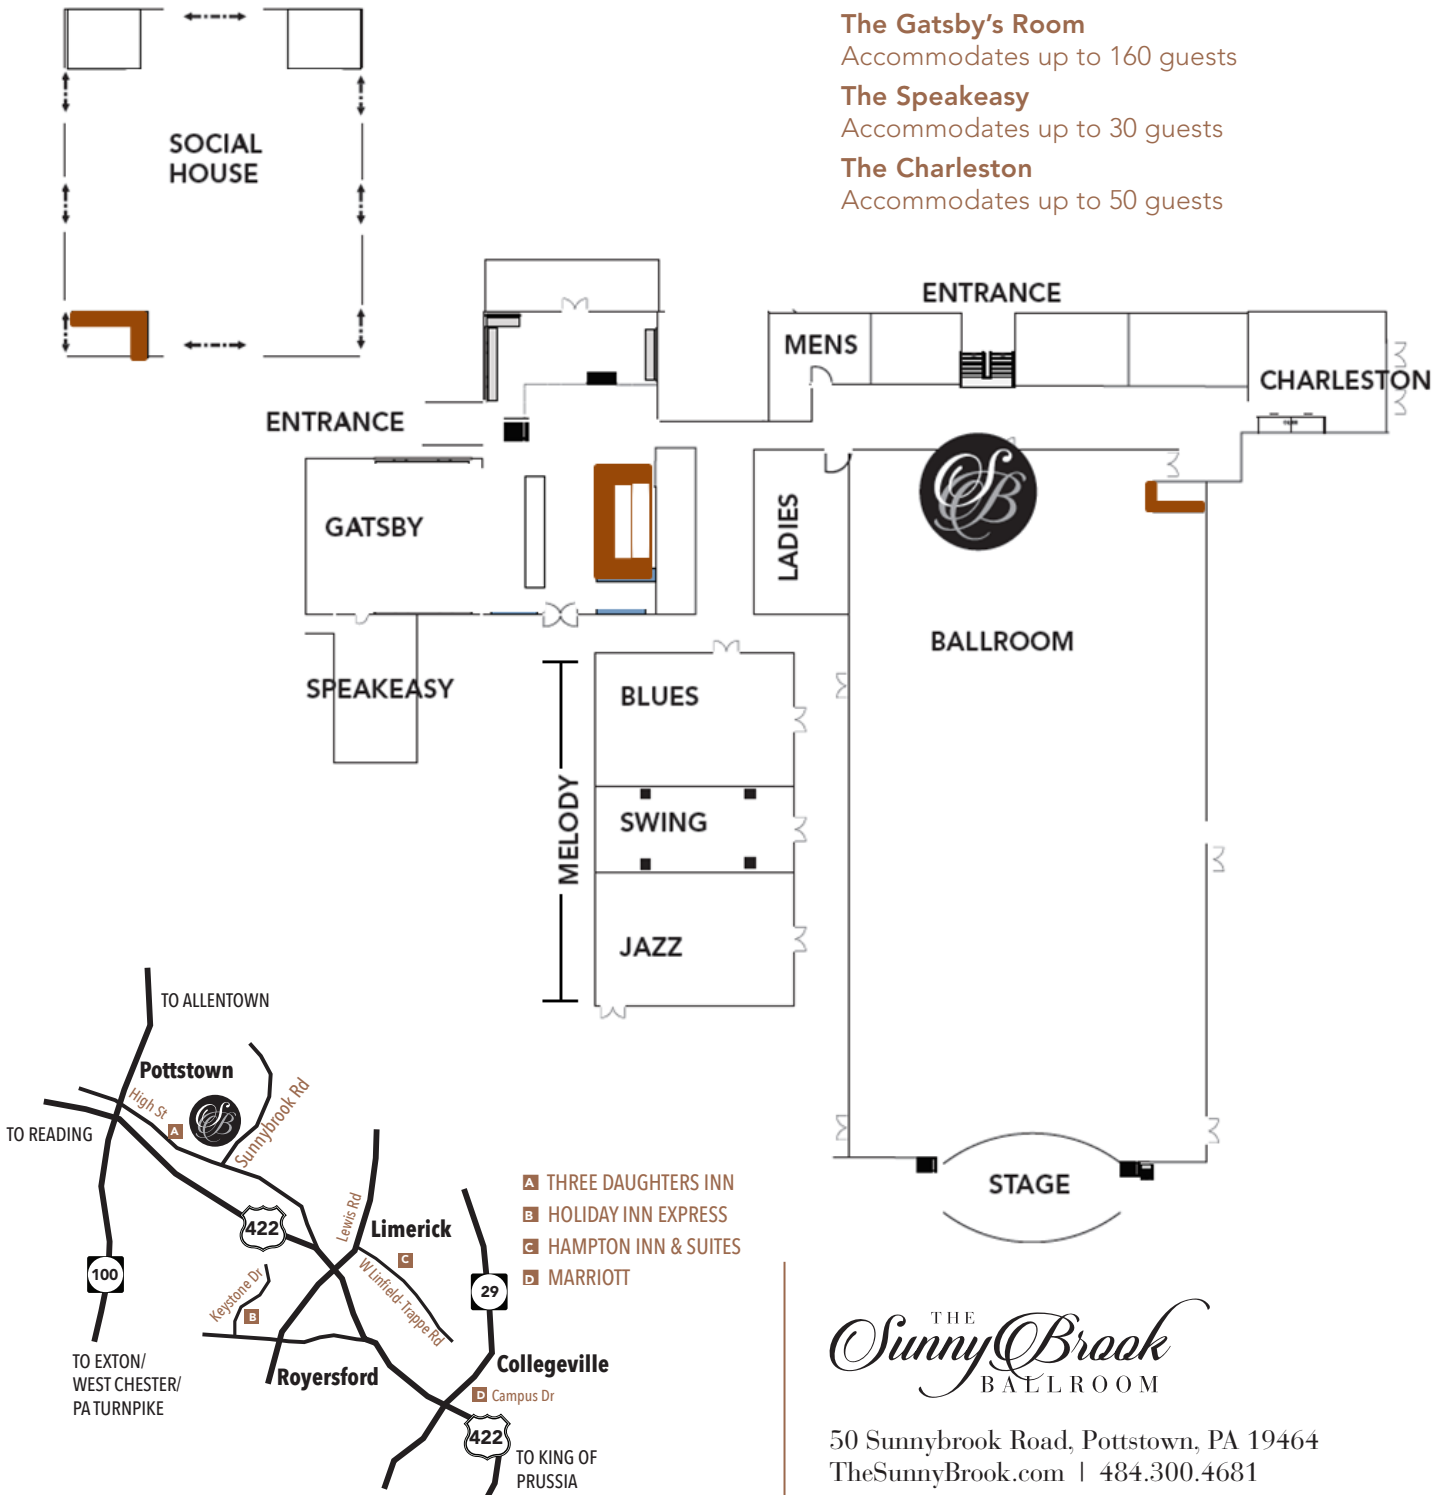 The Gatsby’s Room
Accommodates up to 160 guests
The Speakeasy
Accommodates up to 30 guests
The Charleston
Accommodates up to 50 guests
SOCIAL
HOUSE
ENTRANCE
MENS
CHARLESTON
ENTRANCE
SB
GATSBY
LADIES
BALLROOM
SPEAKEASY
BLUES
MELODY
SWING
JAZZ
STAGE
TO ALLENTOWN
Pottstown
High St
A
SB
Sunnybrook Rd
TO READING
422
Lewis Rd
Limerick
C
W Linfield-Trappe Rd
100
Keystone Dr
B
29
TO EXTON/
WEST CHESTER/
PA TURNPIKE
Royersford
Collegeville
D Campus Dr
422
TO KING OF
PRUSSIA
A THREE DAUGHTERS INN
B HOLIDAY INN EXPRESS
C HAMPTON INN & SUITES
D MARRIOTT
THE
SunnyBrook
BALLROOM
50 Sunnybrook Road, Pottstown, PA 19464
TheSunnyBrook.com | 484.300.4681